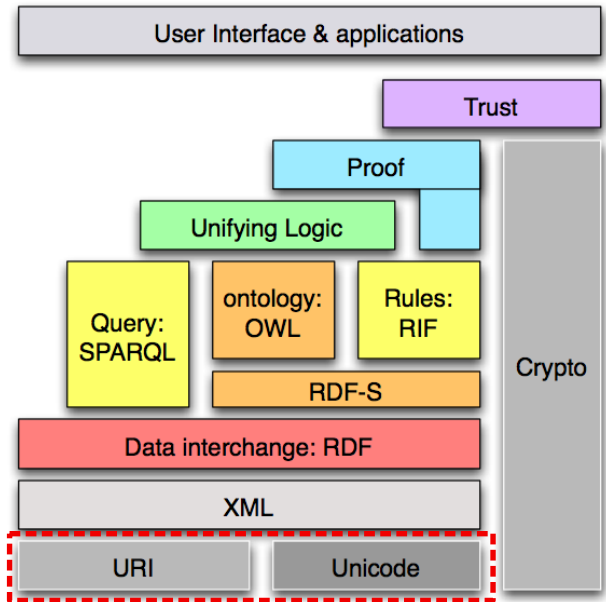 User Interface & applications
Trust
Proof
Unifying Logic
Query:
SPARQL
ontology:
OWL
Rules:
RIF
Crypto
RDF-S
Data interchange: RDF
XML
URI
Unicode